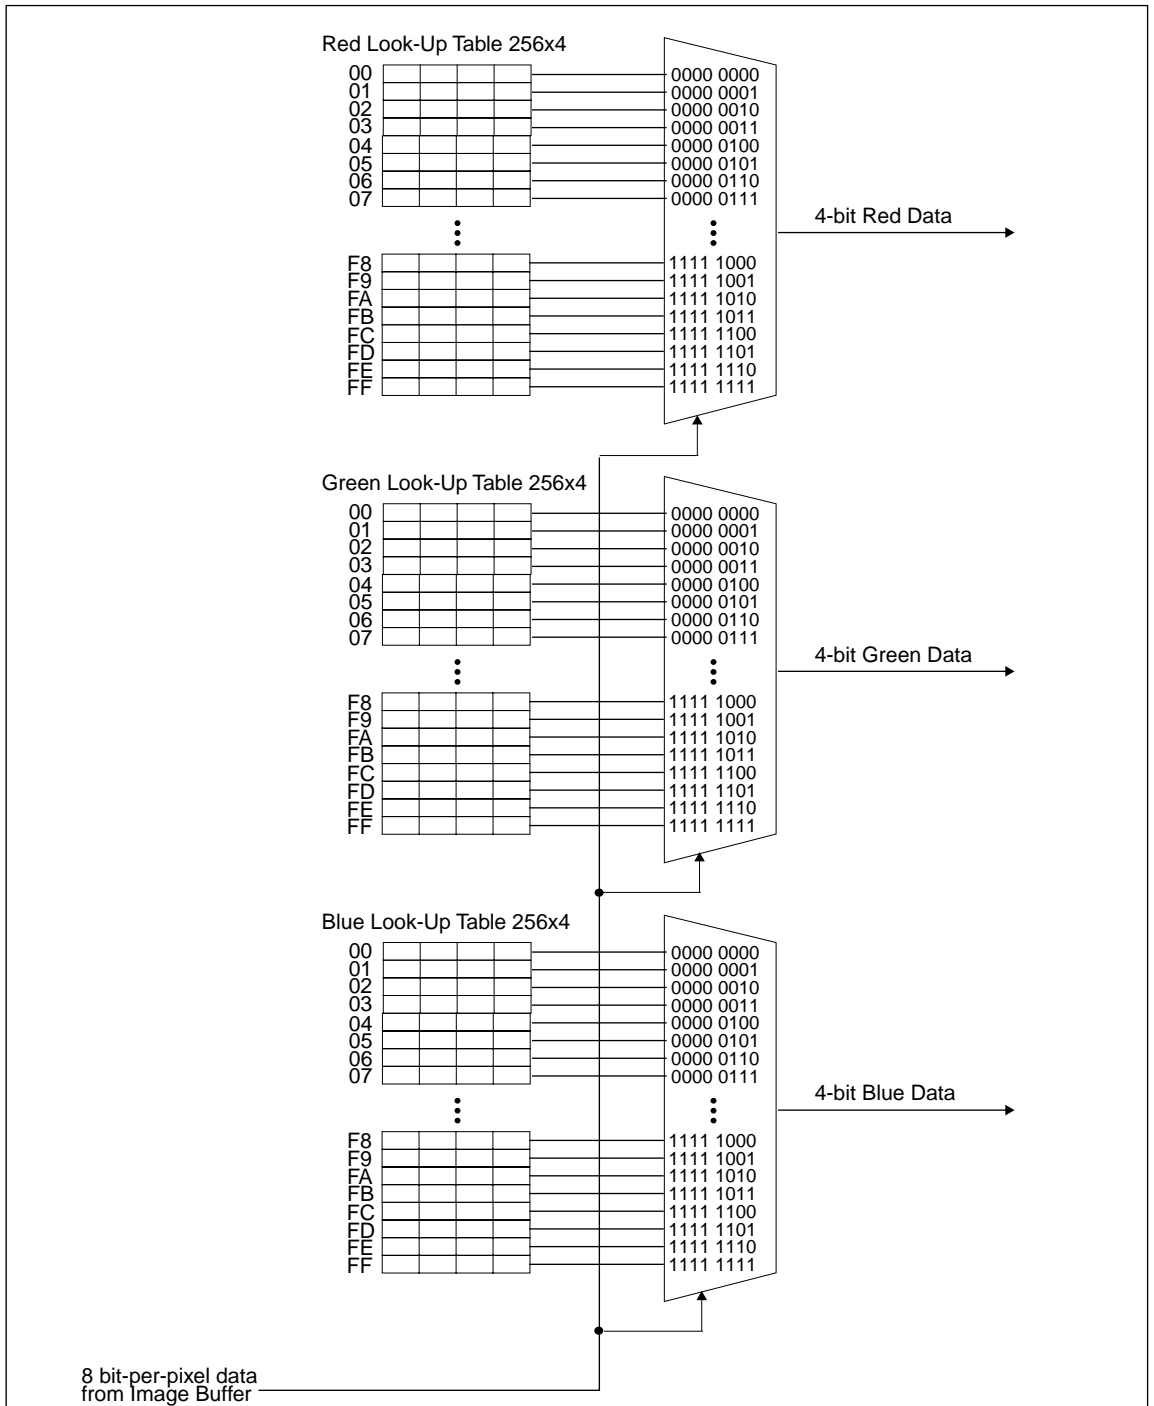 Red Look-Up Table 256x4
00 0000 0000
01 0000 0001
02 0000 0010
03 0000 0011
04 0000 0100
05 0000 0101
06 0000 0110
07 0000 0111
4-bit Red Data
F8 1111 1000
F9 1111 1001
FA 1111 1010
FB 1111 1011
FC 1111 1100
FD 1111 1101
FE 1111 1110
FF 1111 1111
Green Look-Up Table 256x4
00 0000 0000
01 0000 0001
02 0000 0010
03 0000 0011
04 0000 0100
05 0000 0101
06 0000 0110
07 0000 0111
4-bit Green Data
F8 1111 1000
F9 1111 1001
FA 1111 1010
FB 1111 1011
FC 1111 1100
FD 1111 1101
FE 1111 1110
FF 1111 1111
Blue Look-Up Table 256x4
00 0000 0000
01 0000 0001
02 0000 0010
03 0000 0011
04 0000 0100
05 0000 0101
06 0000 0110
07 0000 0111
4-bit Blue Data
F8 1111 1000
F9 1111 1001
FA 1111 1010
FB 1111 1011
FC 1111 1100
FD 1111 1101
FE 1111 1110
FF 1111 1111
8 bit-per-pixel data
from Image Buffer